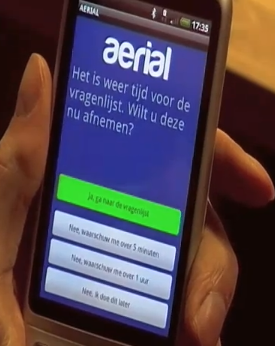 AERIAL
17:35
aerial
Het is weer tijd voor de
vragenlijst. Wilt u deze
nu afnemen?
Ja, ga naar de vragenlijst
Nee, waarschuw me over 5 minuten
Nee, waarschuw me over 1 uur
Nee, ik doe dit later